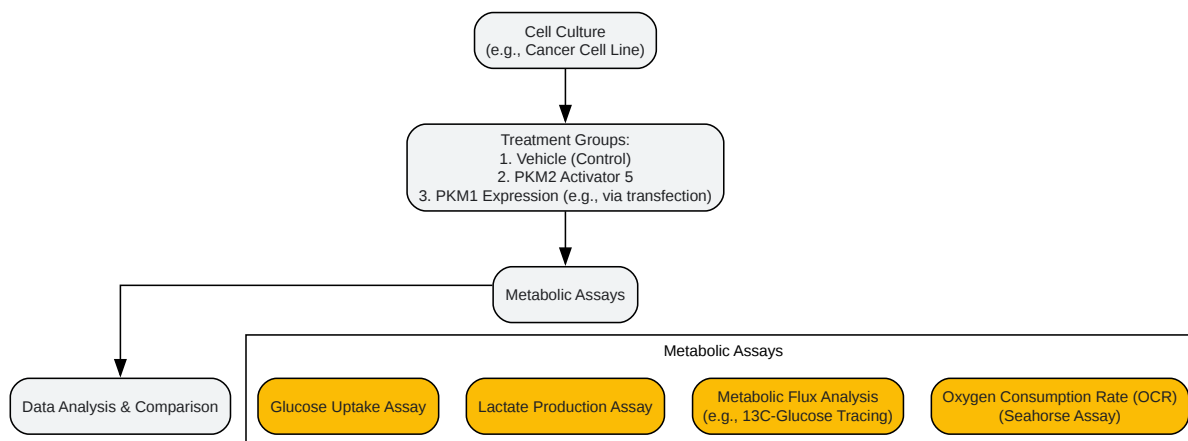 Cell Culture
(e.g., Cancer Cell Line)
Treatment Groups:
1. Vehicle (Control)
2. PKM2 Activator 5
3. PKM1 Expression (e.g., via transfection)
Metabolic Assays
Metabolic Assays
Data Analysis & Comparison
Glucose Uptake Assay
Lactate Production Assay
Metabolic Flux Analysis
(e.g., 13C-Glucose Tracing)
Oxygen Consumption Rate (OCR)
(Seahorse Assay)